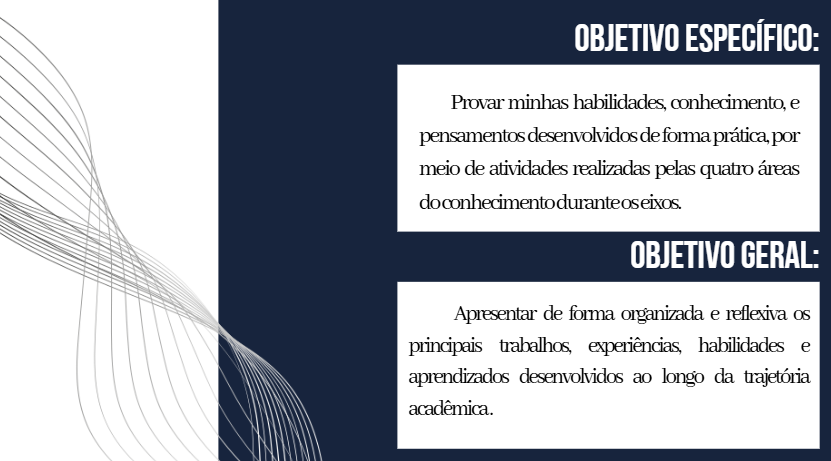 OBJETIVO ESPECÍFICO:
Provar minhas habilidades, conhecimento, e
pensamentos desenvolvidos de forma prática, por
meio de atividades realizadas pelas quatro áreas
do conhecimento durante os eixos.
OBJETIVO GERAL:
Apresentar de forma organizada e reflexiva os
principais trabalhos, experiências, habilidades e
aprendizados desenvolvidos ao longo da trajetória
acadêmica.